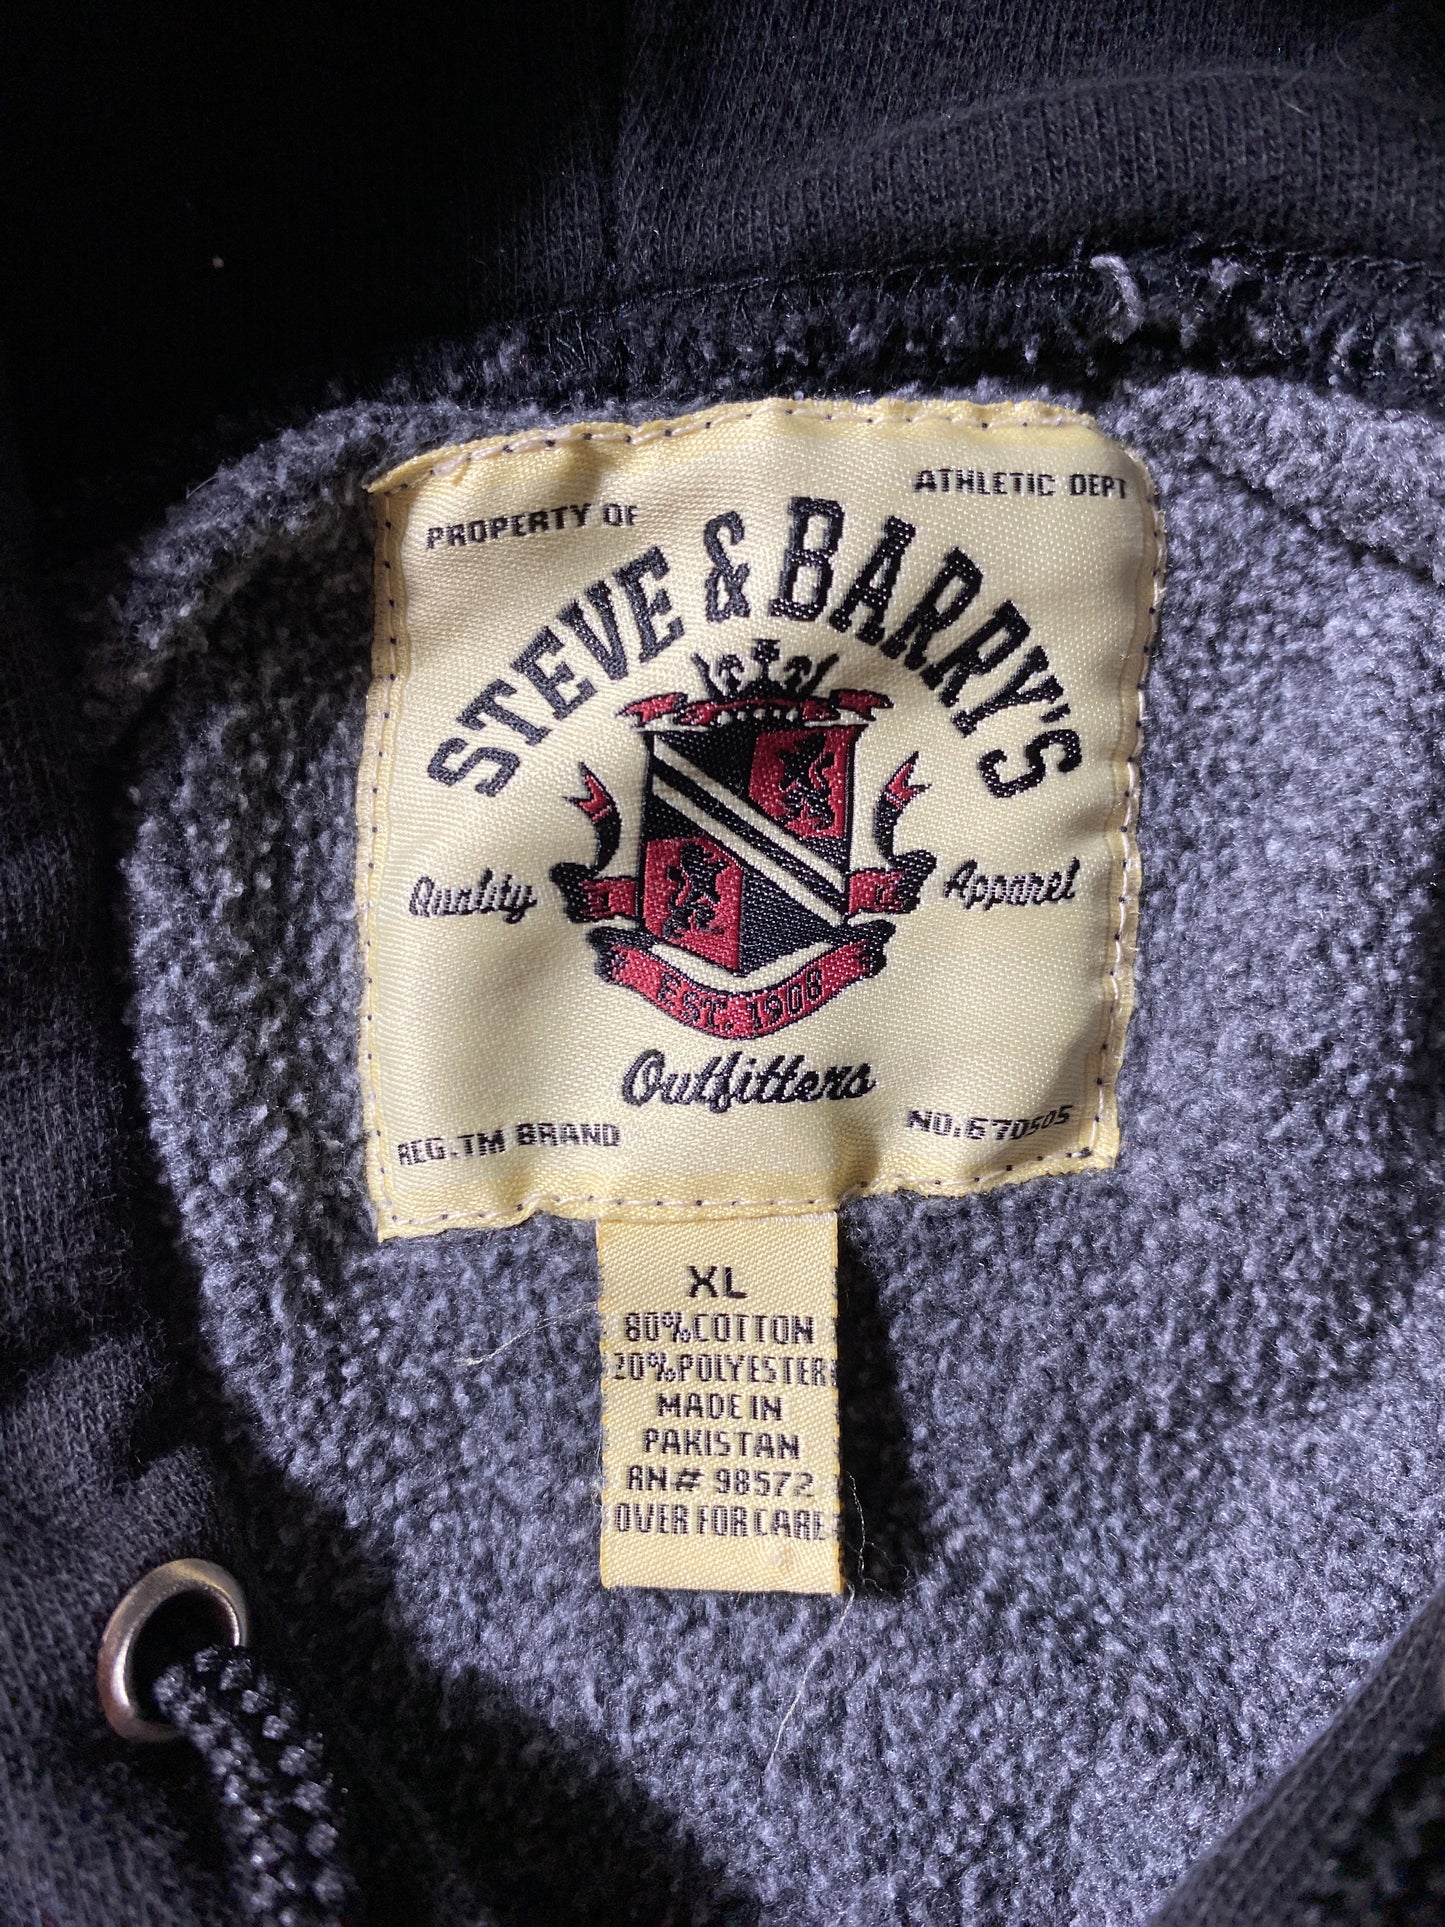 PROPERTY OF
ATHLETIC DEPT
STEVE & BARRY'S
Quality
Apparel
EST. 1908
Outfitters
REG. TM BRAND
NO:670505
XL
80% COTTON
20% POLYESTER
MADE IN
PAKISTAN
RN# 98572
OVER FOR CARE